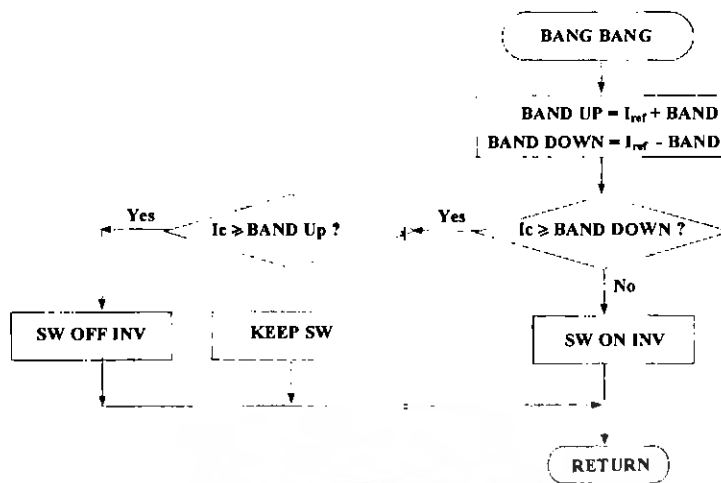 BANG BANG
BAND UP = Iref + BAND
BAND DOWN = Iref - BAND
Yes
Ic ≥ BAND Up ?
Yes
Ic ≥ BAND DOWN ?
No
SW OFF INV
KEEP SW
SW ON INV
RETURN